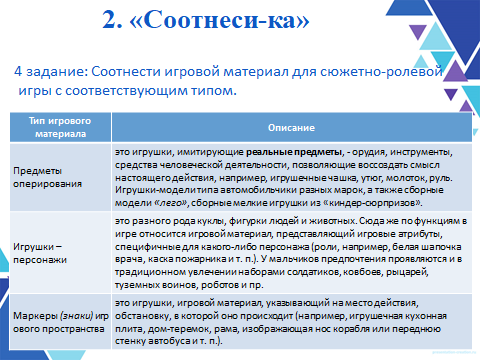 2. «Соотнеси-ка»
4 задание: Соотнести игровой материал для сюжетно-ролевой
игры с соответствующим типом.
Тип игрового
материала
Описание
Предметы
оперирования
это игрушки, имитирующие реальные предметы, - орудия, инструменты,
средства человеческой деятельности, позволяющие воссоздать смысл
настоящего действия, например, игрушечные чашка, утюг, молоток, руль.
Игрушки-модели типа автомобильчики разных марок, а также сборные
модели «лего», сборные мелкие игрушки из «киндер-сюрпризов».
Игрушки –
персонажи
это разного рода куклы, фигурки людей и животных. Сюда же по функциям в
игре относится игровой материал, представляющий игровые атрибуты,
специфичные для какого-либо персонажа (роли, например, белая шапочка
врача, каска пожарника и т. п.). У мальчиков предпочтения проявляются и в
традиционном увлечении наборами солдатиков, ковбоев, рыцарей,
туземных воинов, роботов и пр.
Маркеры (знаки) игр
ового пространства
это игрушки, игровой материал, указывающий на место действия,
обстановку, в которой оно происходит (например, игрушечная кухонная
плита, дом-теремок, рама, изображающая нос корабля или переднюю
стенку автобуса и т. п.).